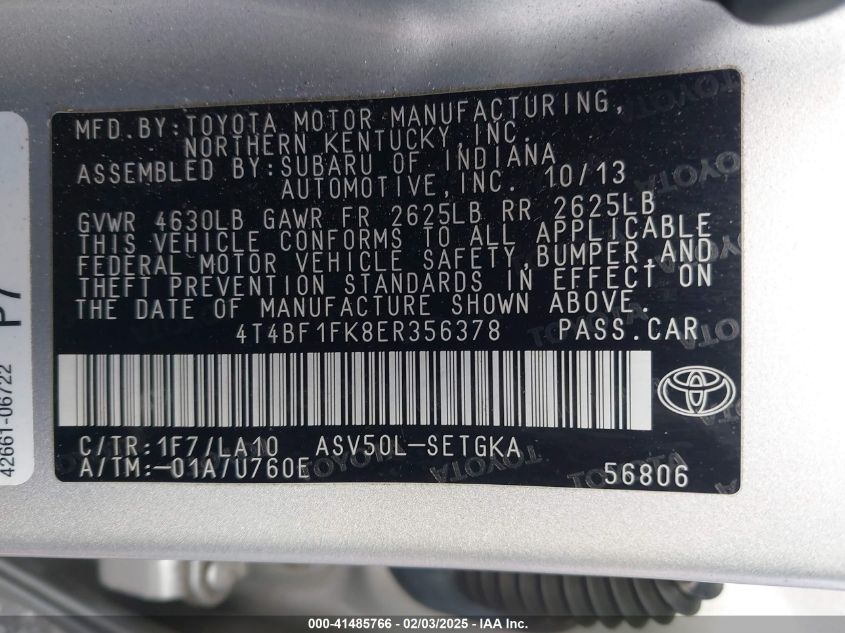 MFD.BY:TOYOTA MOTOR MANUFACTURING,
NORTHERN KENTUCKY,INC.
ASSEMBLED BY:SUBARU OF INDIANA
AUTOMOTIVE,INC. 10/13
GVWR 4630LB GAWR FR 2625LB RR 2625LB
THIS VEHICLE CONFORMS TO ALL APPLICABLE
FEDERAL MOTOR VEHICLE SAFETY,BUMPER,AND
THEFT PREVENTION STANDARDS IN EFFECT ON
THE DATE OF MANUFACTURE SHOWN ABOVE.
4T4BF1FK8ER356378 PASS.CAR
C/TR:1F7/LA10 ASV50L-SETGKA
A/TM:-01A/U760E
56806
42661-06722
P7
000-41485766 - 02/03/2025 - IAA Inc.